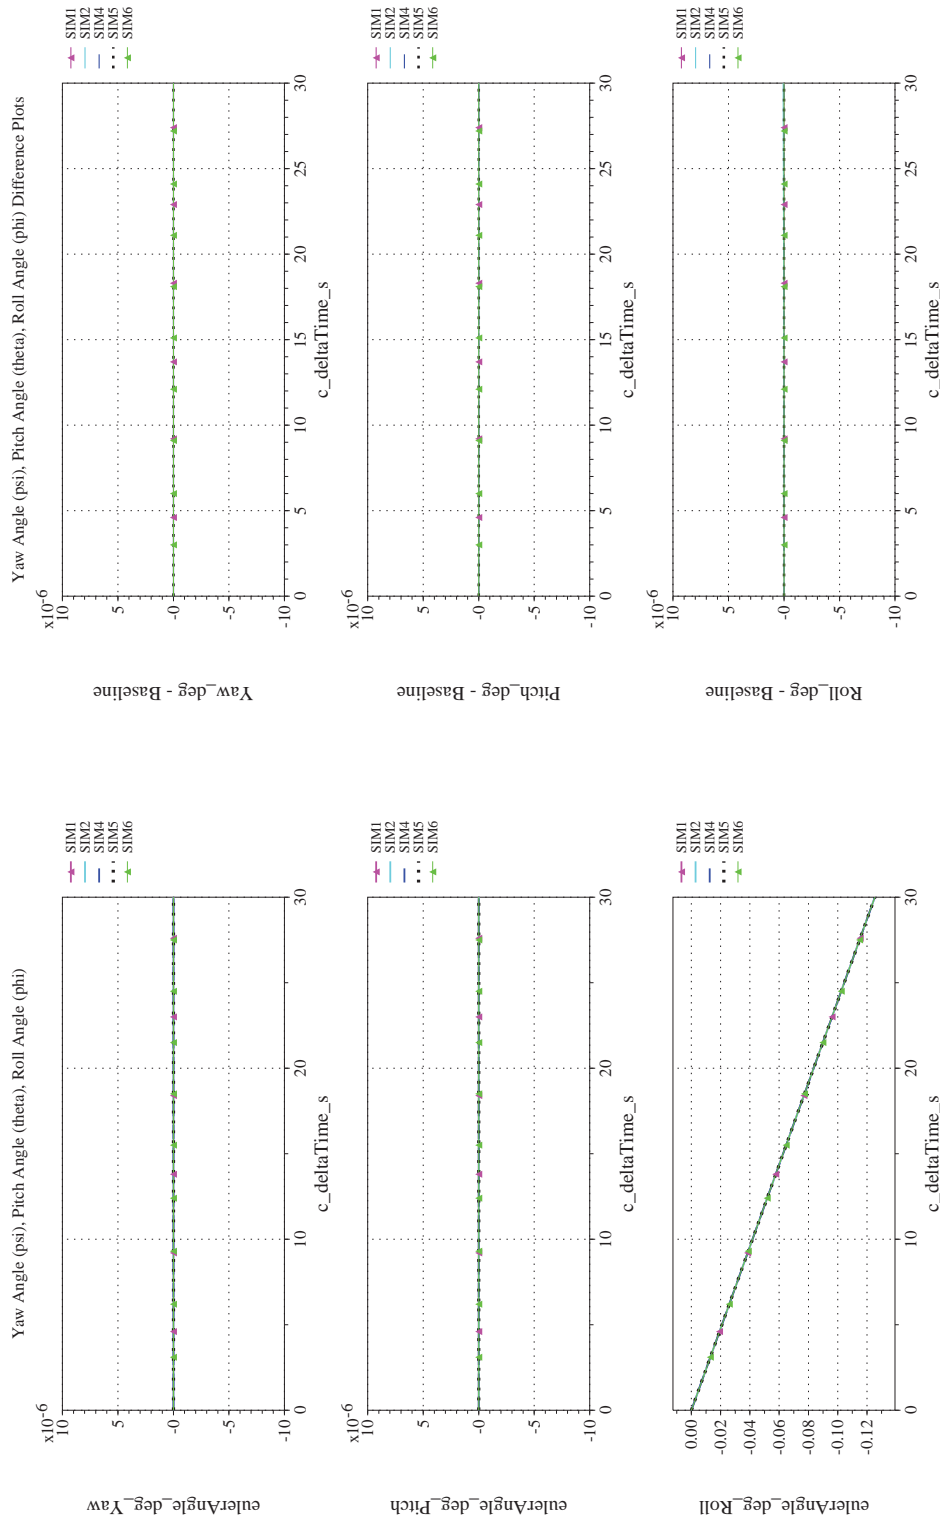 Yaw Angle (psi), Pitch Angle (theta), Roll Angle (phi)
x10^-6
10
5
-0
-5
-10
0
10
20
30
eulerAngle_deg_Yaw
c_deltaTime_s
SIM1
SIM2
SIM4
SIM5
SIM6
x10^-6
10
5
-0
-5
-10
0
10
20
30
eulerAngle_deg_Pitch
c_deltaTime_s
SIM1
SIM2
SIM4
SIM5
SIM6
0.00
-0.02
-0.04
-0.06
-0.08
-0.10
-0.12
0
10
20
30
eulerAngle_deg_Roll
c_deltaTime_s
SIM1
SIM2
SIM4
SIM5
SIM6
Yaw Angle (psi), Pitch Angle (theta), Roll Angle (phi) Difference Plots
x10^-6
10
5
-0
-5
-10
0
5
10
15
20
25
30
Yaw_deg - Baseline
c_deltaTime_s
SIM1
SIM2
SIM4
SIM5
SIM6
x10^-6
10
5
-0
-5
-10
0
5
10
15
20
25
30
Pitch_deg - Baseline
c_deltaTime_s
SIM1
SIM2
SIM4
SIM5
SIM6
x10^-6
10
5
-0
-5
-10
0
5
10
15
20
25
30
Roll_deg - Baseline
c_deltaTime_s
SIM1
SIM2
SIM4
SIM5
SIM6